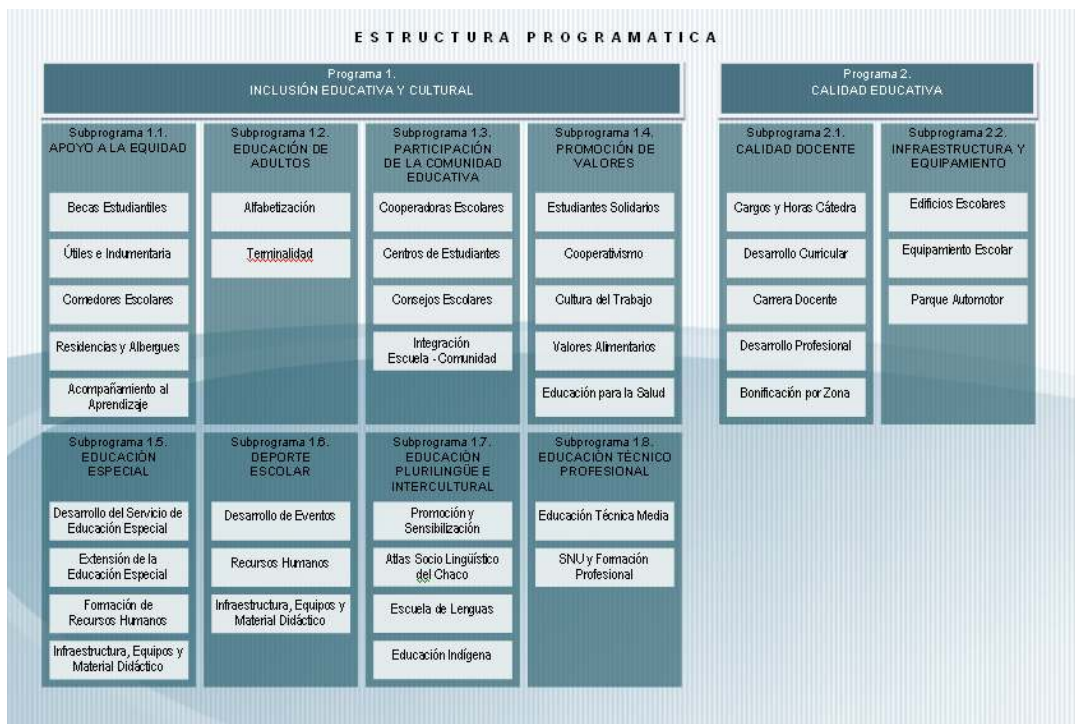 ESTRUCTURA PROGRAMATICA
Programa 1.
INCLUSIÓN EDUCATIVA Y CULTURAL
Programa 2.
CALIDAD EDUCATIVA
Subprograma 1.1.
APOYO A LA EQUIDAD
Becas Estudiantiles
Útiles e Indumentaria
Comedores Escolares
Residencias y Albergues
Acompañamiento al
Aprendizaje
Subprograma 1.2.
EDUCACIÓN DE
ADULTOS
Alfabetización
Terminalidad
Subprograma 1.3.
PARTICIPACIÓN
DE LA COMUNIDAD
EDUCATIVA
Cooperadoras Escolares
Centros de Estudiantes
Consejos Escolares
Integración
Escuela - Comunidad
Subprograma 1.4.
PROMOCIÓN DE
VALORES
Estudiantes Solidarios
Cooperativismo
Cultura del Trabajo
Valores Alimentarios
Educación para la Salud
Subprograma 2.1.
CALIDAD DOCENTE
Cargos y Horas Cátedra
Desarrollo Curricular
Carrera Docente
Desarrollo Profesional
Bonificación por Zona
Subprograma 2.2.
INFRAESTRUCTURA Y
EQUIPAMIENTO
Edificios Escolares
Equipamiento Escolar
Parque Automotor
Subprograma 1.5.
EDUCACIÓN
ESPECIAL
Desarrollo del Servicio de
Educación Especial
Extensión de la
Educación Especial
Formación de
Recursos Humanos
Infraestructura, Equipos y
Material Didáctico
Subprograma 1.6.
DEPORTE
ESCOLAR
Desarrollo de Eventos
Recursos Humanos
Infraestructura, Equipos y
Material Didáctico
Subprograma 1.7.
EDUCACIÓN
PLURILINGÜE E
INTERCULTURAL
Promoción y
Sensibilización
Atlas Socio Lingüístico
del Chaco
Escuela de Lenguas
Educación Indígena
Subprograma 1.8.
EDUCACIÓN TÉCNICO
PROFESIONAL
Educación Técnica Media
SNU y Formación
Profesional